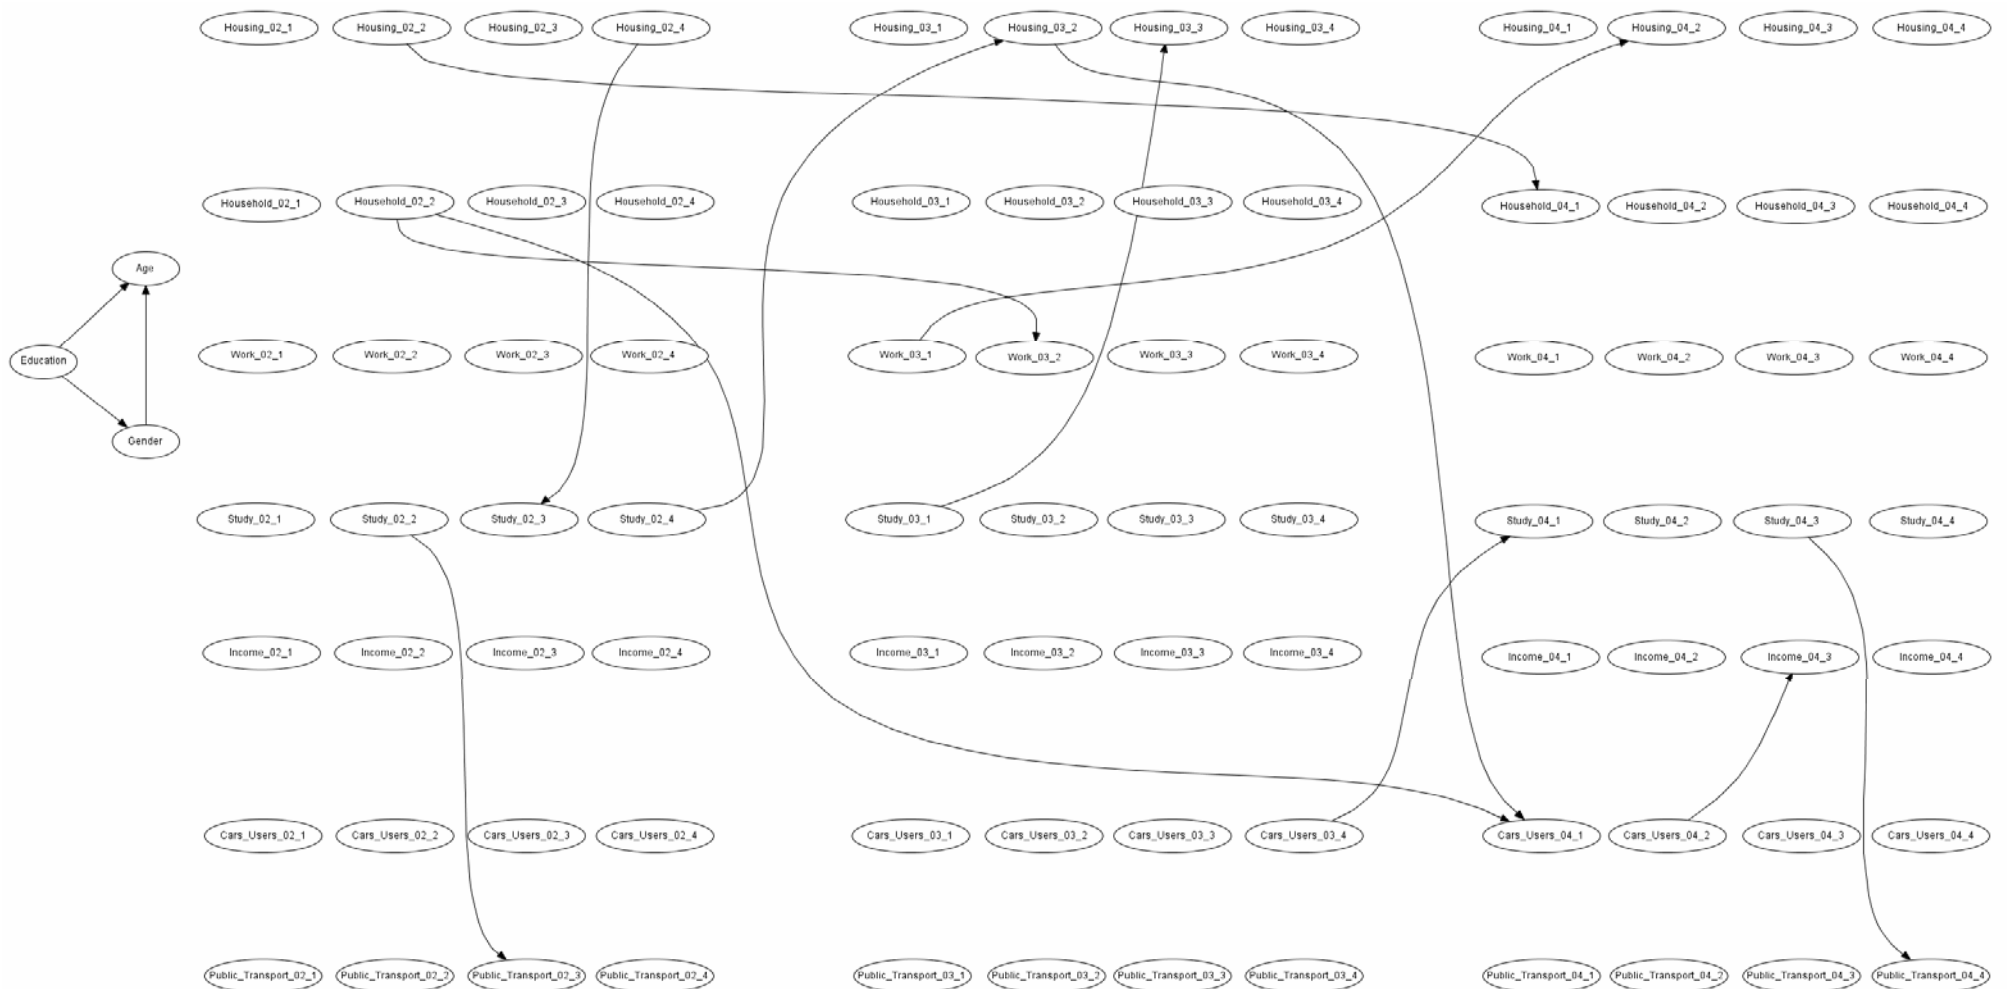 Housing_02_1 Housing_02_2 Housing_02_3 Housing_02_4 Housing_03_1 Housing_03_2 Housing_03_3 Housing_03_4 Housing_04_1 Housing_04_2 Housing_04_3 Housing_04_4
Household_02_1 Household_02_2 Household_02_3 Household_02_4 Household_03_1 Household_03_2 Household_03_3 Household_03_4 Household_04_1 Household_04_2 Household_04_3 Household_04_4
Age
Work_02_1 Work_02_2 Work_02_3 Work_02_4 Work_03_1 Work_03_2 Work_03_3 Work_03_4 Work_04_1 Work_04_2 Work_04_3 Work_04_4
Education
Gender
Study_02_1 Study_02_2 Study_02_3 Study_02_4 Study_03_1 Study_03_2 Study_03_3 Study_03_4 Study_04_1 Study_04_2 Study_04_3 Study_04_4
Income_02_1 Income_02_2 Income_02_3 Income_02_4 Income_03_1 Income_03_2 Income_03_3 Income_03_4 Income_04_1 Income_04_2 Income_04_3 Income_04_4
Cars_Users_02_1 Cars_Users_02_2 Cars_Users_02_3 Cars_Users_02_4 Cars_Users_03_1 Cars_Users_03_2 Cars_Users_03_3 Cars_Users_03_4 Cars_Users_04_1 Cars_Users_04_2 Cars_Users_04_3 Cars_Users_04_4
Public_Transport_02_1 Public_Transport_02_2 Public_Transport_02_3 Public_Transport_02_4 Public_Transport_03_1 Public_Transport_03_2 Public_Transport_03_3 Public_Transport_03_4 Public_Transport_04_1 Public_Transport_04_2 Public_Transport_04_3 Public_Transport_04_4